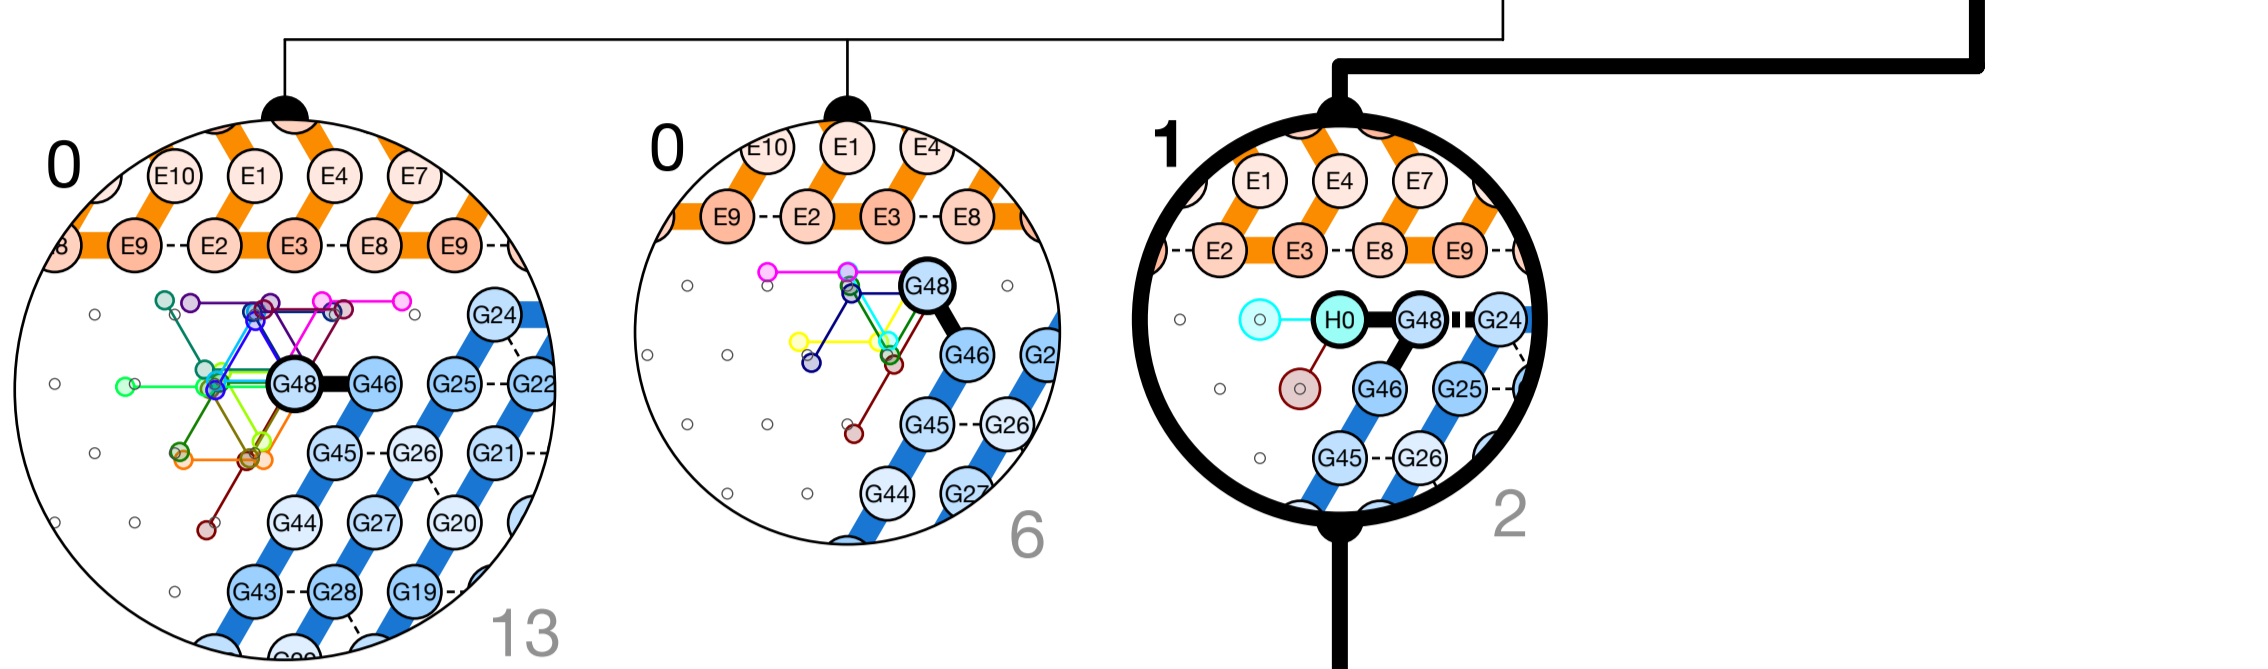 0
E10 E1 E4 E7
E9 E2 E3 E8 E9
G24
G48 G46 G25 G22
G45 G26 G21
G44 G27 G20
G43 G28 G19
13
0
E10 E1 E4
E9 E2 E3 E8
G48
G46
G45 G26
G44 G27
6
1
E1 E4 E7
E2 E3 E8 E9
H0 G48 G24
G46 G25
G45 G26
2